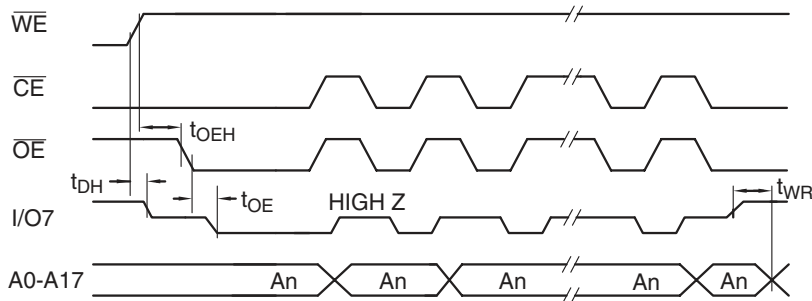 WE
CE
OE
tOEH
tDH
tOE
HIGH Z
tWR
I/O7
A0-A17
An An An An An